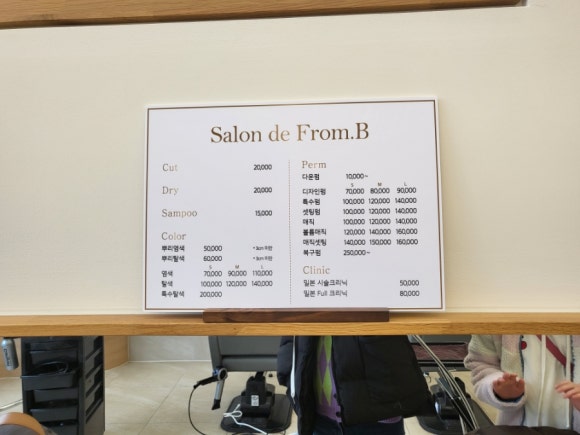 Salon de From.B
Cut 20,000
Dry 20,000
Sampoo 15,000
Color
뿌리염색 50,000 * 3cm 미만
뿌리탈색 60,000 * 3cm 미만
S M L
염색 70,000 90,000 110,000
탈색 100,000 120,000 140,000
특수탈색 200,000
Perm
다운펌 10,000~
S M L
디자인펌 70,000 80,000 90,000
특수펌 100,000 120,000 140,000
셋팅펌 100,000 120,000 140,000
매직 100,000 120,000 140,000
볼륨매직 120,000 140,000 160,000
매직셋팅 140,000 150,000 160,000
복구펌 250,000~
Clinic
일본 시술크리닉 50,000
일본 Full 크리닉 80,000